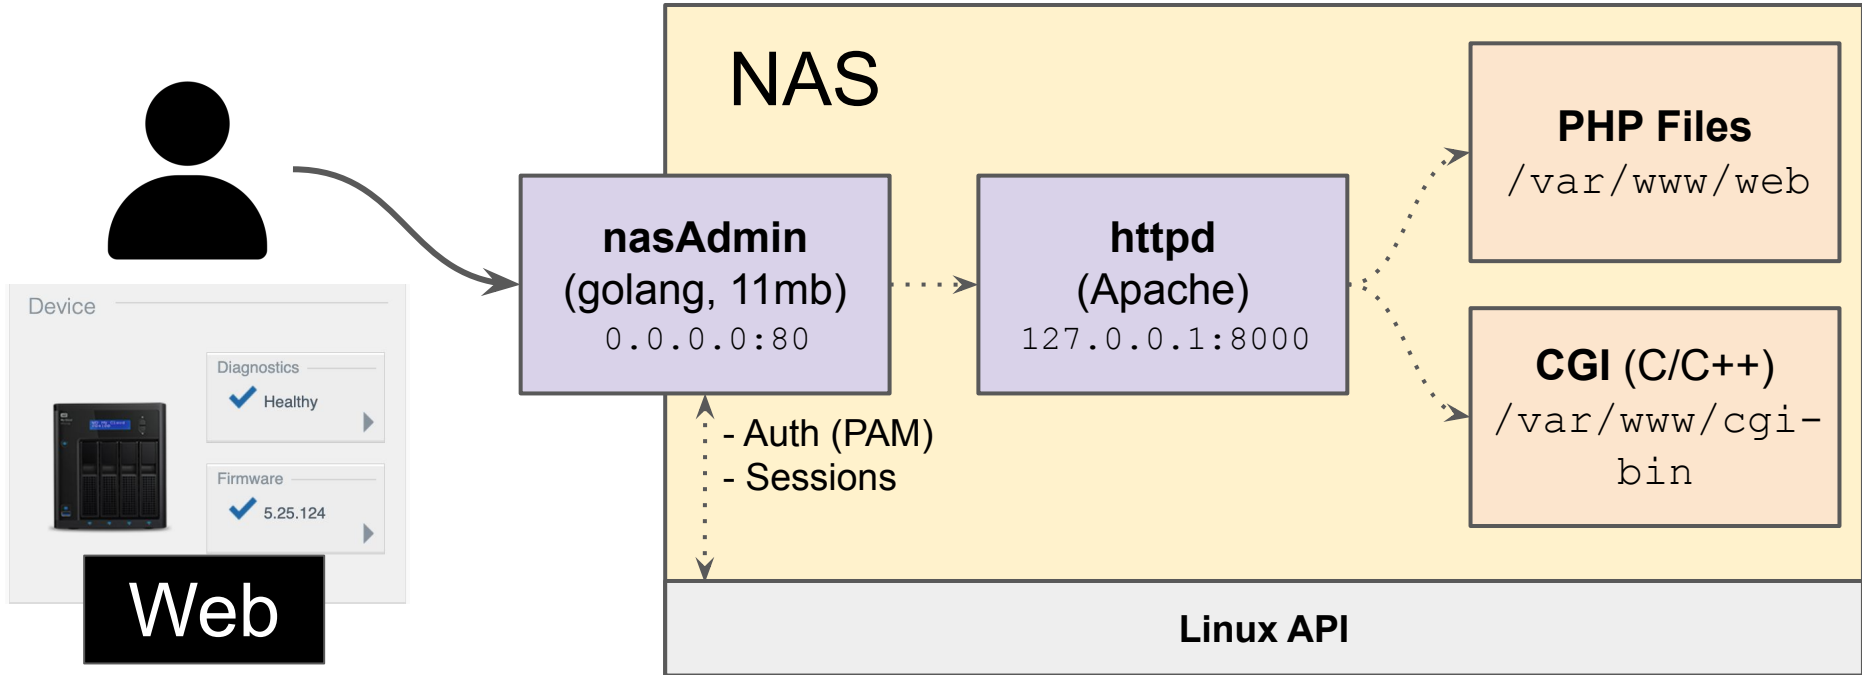 NAS
PHP Files
/var/www/web
nasAdmin
(golang, 11mb)
0.0.0.0:80
httpd
(Apache)
127.0.0.1:8000
CGI (C/C++)
/var/www/cgi-
bin
- Auth (PAM)
- Sessions
Linux API
Device
Diagnostics
Healthy
Firmware
5.25.124
Web